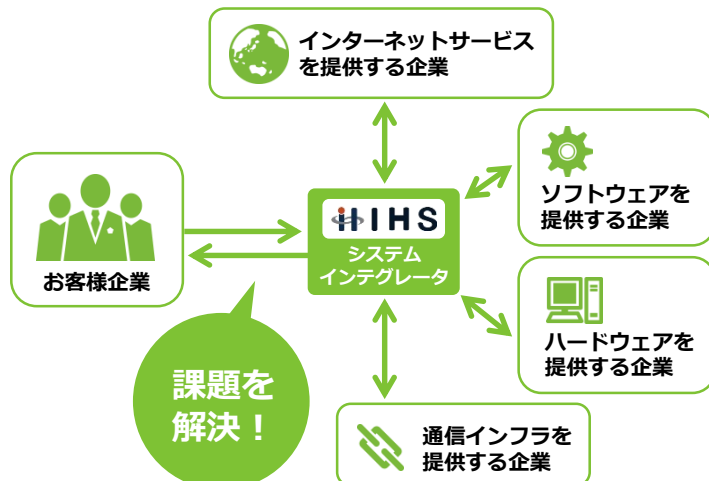 インターネットサービス
を提供する企業
ソフトウェアを
提供する企業
お客様企業
IHS
システム
インテグレータ
ハードウェアを
提供する企業
課題を
解決！
通信インフラを
提供する企業